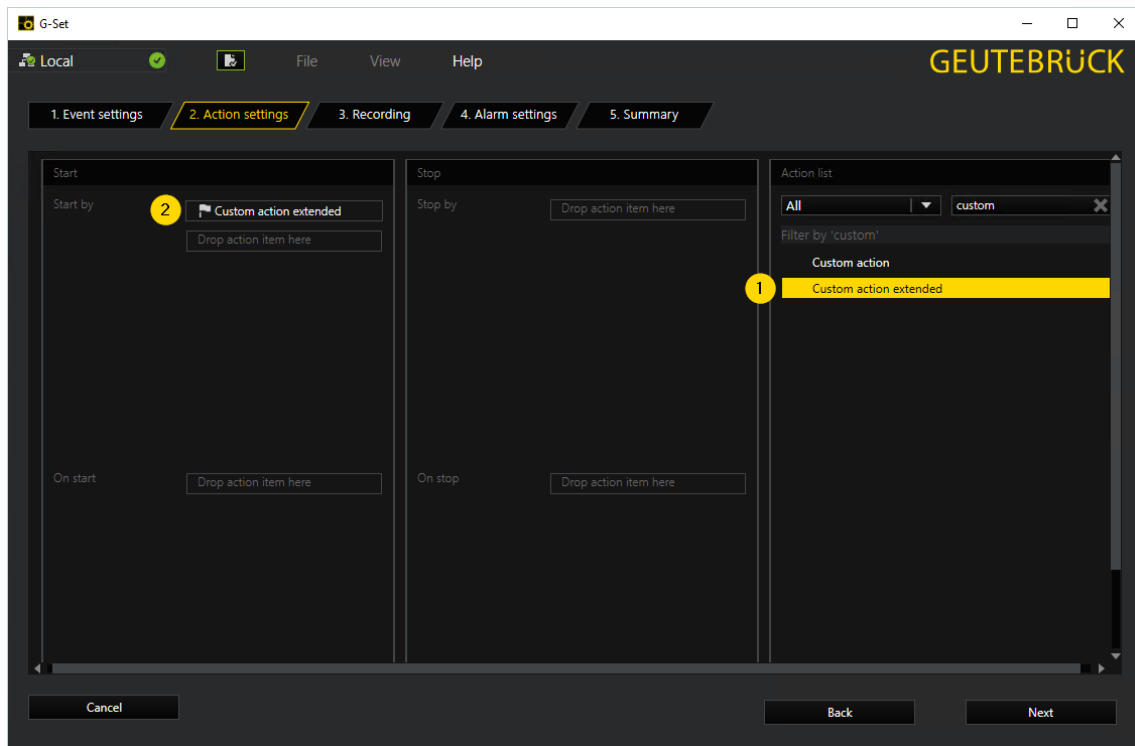 G-Set
Local File View Help GEUTEBRÜCK
1. Event settings 2. Action settings 3. Recording 4. Alarm settings 5. Summary
Start Stop Action list
Start by 2 Custom action extended Stop by Drop action item here All custom
Drop action item here Filter by 'custom'
Custom action
1 Custom action extended
On start Drop action item here On stop Drop action item here
Cancel Back Next